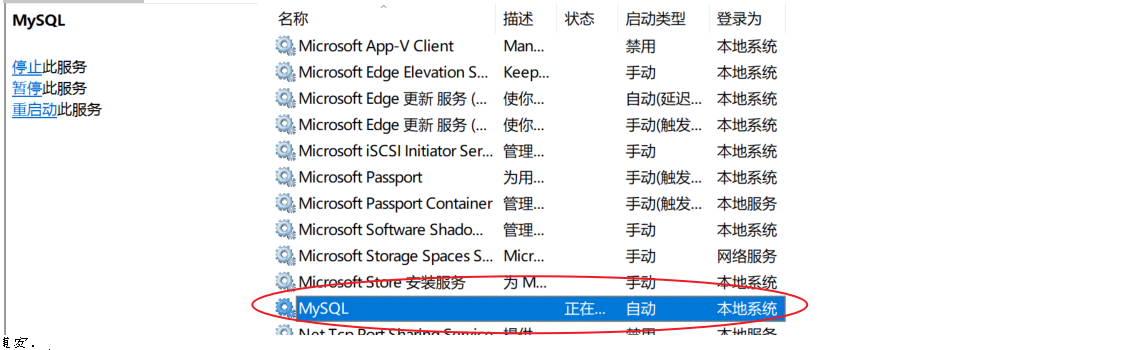 MySQL
停止此服务
暂停此服务
重启动此服务
名称 描述 状态 启动类型 登录为
Microsoft App-V Client Man... 禁用 本地系统
Microsoft Edge Elevation S... Keep... 手动 本地系统
Microsoft Edge 更新 服务 (... 使你... 自动(延迟... 本地系统
Microsoft Edge 更新 服务 (... 使你... 手动(触发... 本地系统
Microsoft iSCSI Initiator Ser... 管理... 手动 本地系统
Microsoft Passport 为用... 手动(触发... 本地系统
Microsoft Passport Container 管理... 手动(触发... 本地服务
Microsoft Software Shado... 管理... 手动 本地系统
Microsoft Storage Spaces S... Micr... 手动 网络服务
Microsoft Store 安装服务 为 M... 手动 本地系统
MySQL 正在... 自动 本地系统
Net.Tcp Port Sharing Service 提供... 禁用 本地服务